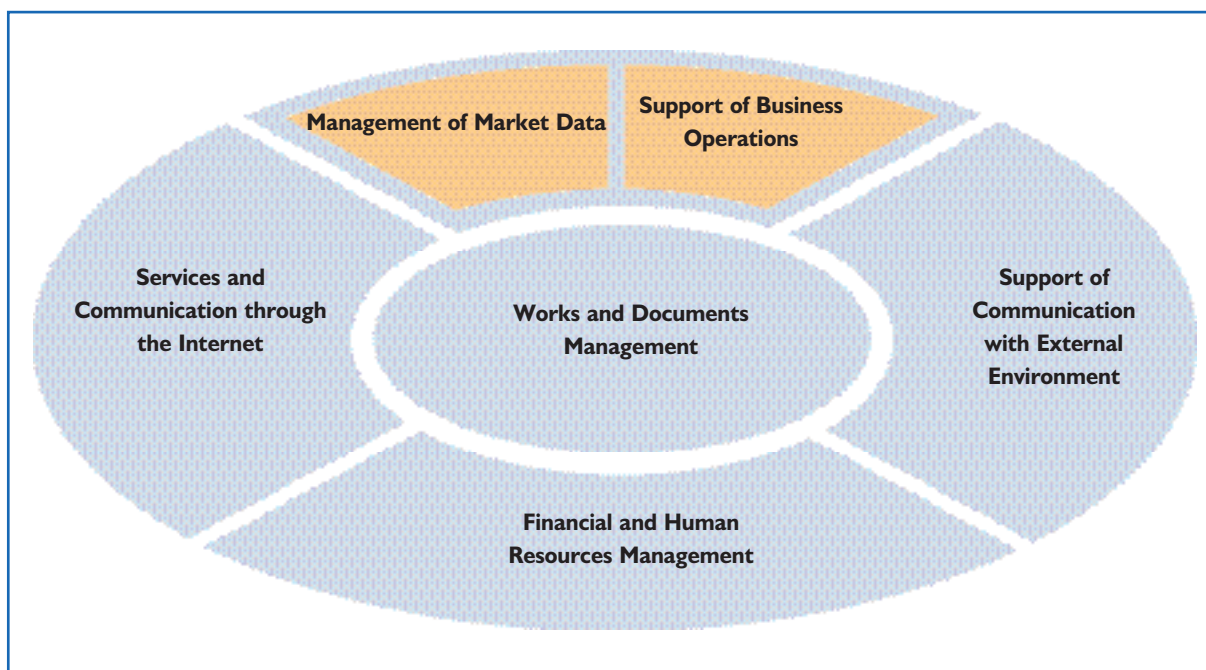 Management of Market Data
Support of Business
Operations
Services and
Communication through
the Internet
Works and Documents
Management
Support of
Communication
with External
Environment
Financial and Human
Resources Management